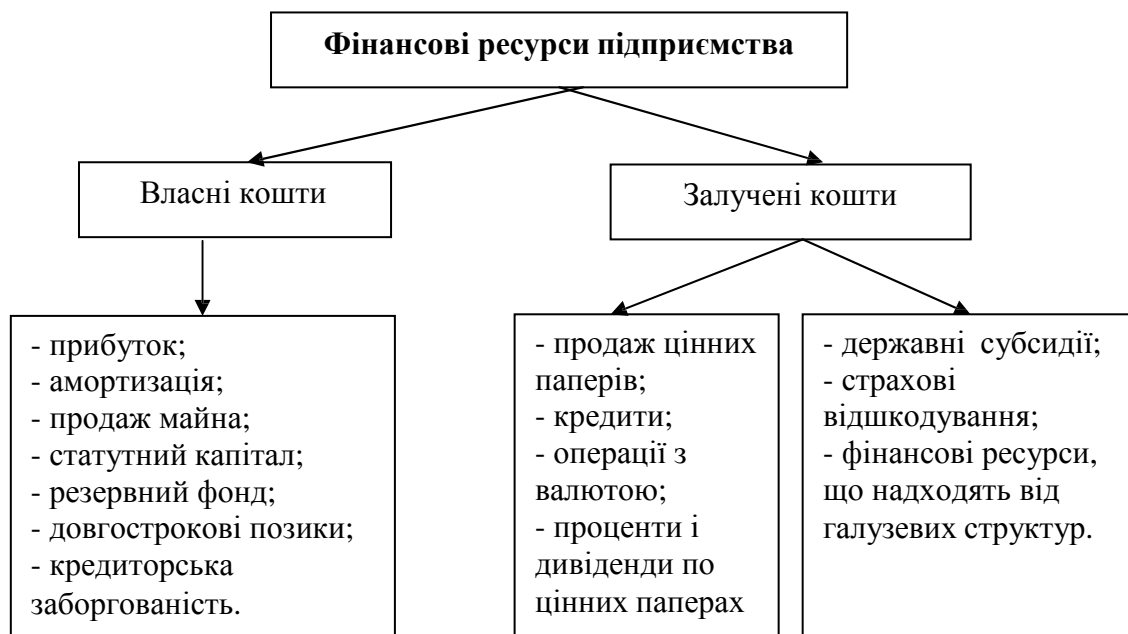 Фінансові ресурси підприємства
Власні кошти
Залучені кошти
- прибуток;
- амортизація;
- продаж майна;
- статутний капітал;
- резервний фонд;
- довгострокові позики;
- кредиторська
заборгованість.
- продаж цінних
паперів;
- кредити;
- операції з
валютою;
- проценти і
дивіденди по
цінних паперах
- державні субсидії;
- страхові
відшкодування;
- фінансові ресурси,
що надходять від
галузевих структур.